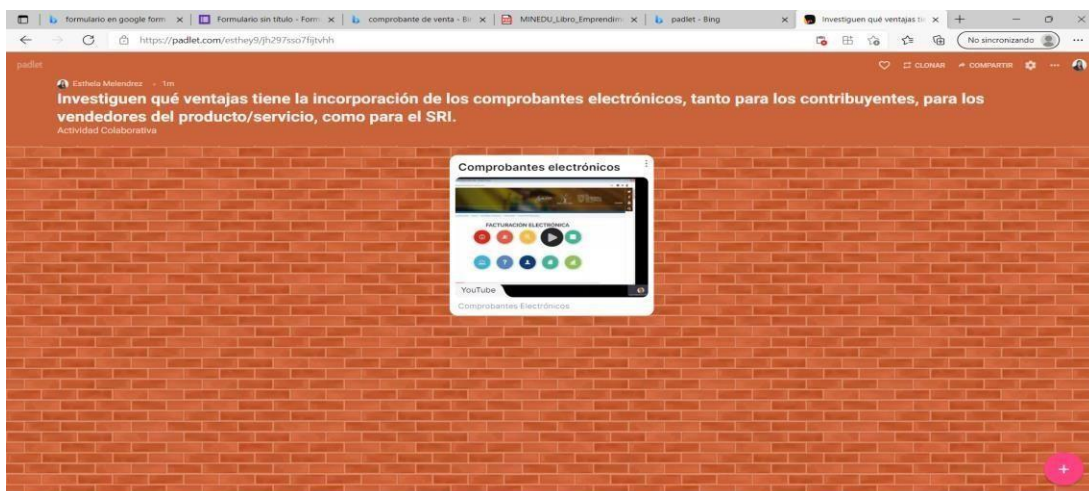 formulario en google form
Formulario sin título - Form
comprobante de venta - Bi
MINEDU_Libro_Emprendim
padlet - Bing
Investiguen qué ventajas ti
https://padlet.com/esthey9/jh297sso7fijtvhh
No sincronizando
padlet
CLONAR
COMPARTIR
Esthela Melendrez - 1m
Investiguen qué ventajas tiene la incorporación de los comprobantes electrónicos, tanto para los contribuyentes, para los
vendedores del producto/servicio, como para el SRI.
Actividad Colaborativa
Comprobantes electrónicos
FACTURACIÓN ELECTRÓNICA
YouTube
Comprobantes Electrónicos